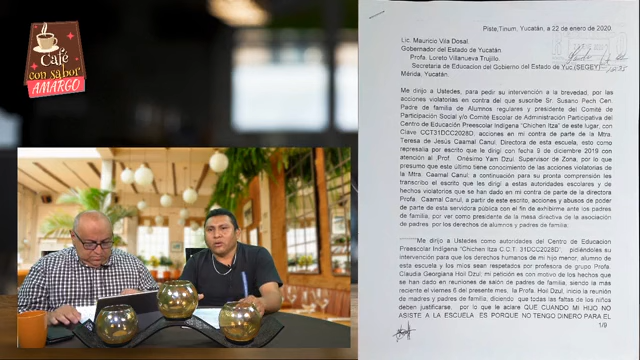 Café
con sabor
AMARGO
Piste, Tinum, Yucatán, a 22 de enero de 2020
Lic. Mauricio Vila Dosal.
Gobernador del Estado de Yucatán.
Profa. Loreto Villanueva Trujillo.
Secretaria de Educacion del Gobierno del Estado de Yuc (SEGEY)
Mérida, Yucatán.
Me dirijo a Ustedes, para pedir su intervención a la brevedad, por las
acciones violatorias en contra del que suscribe Sr. Susano Pech Cen.
Padre de familia de Alumnos regulares y presidente del Comité de
Participación Social y/o Comité Escolar de Administración Participativa del
Centro de Educación Preescolar Indígena "Chichen Itza" de este lugar, con
Clave CCT31DCC2028D, acciones en mi contra de parte de la Mtra.
Teresa de Jesús Caamal Canul, Directora de esta escuela, esto como
represalia por escrito que le dirigí con fecha 9 de diciembre 2019 con
atención al Prof. Onésimo Yam Dzul. Supervisor de Zona, por lo que
presumo que este último tiene conocimiento de las acciones violatorias de
la Mtra. Caamal Canul; a continuación para su pronta comprensión les
transcribo el escrito que les dirigí a estas autoridades escolares y de
hechos violatorios que se han dado en mi contra de parte de la directora
Profa. Caamal Canul, a partir de este escrito, acciones y abusos de poder
de parte de esta servidora pública con el fin de exhibirme ante los padres
de familia, por ver como presidente de la mesa directiva de la asociación
de padres por los derechos de alumnos y padres de familia.
Me dirijo a Ustedes como autoridades del Centro de Educacion
Preescolar Indígena "Chichen Itza C.C.T. 31DCC2028D", pidiéndoles su
intervención para que los derechos humanos de mi hijo menor, alumno
de esta escuela y los mios sean respetados por profesora de grupo Profa.
Claudia Georgiana Hoil Dzul; mi petición es con motivo de los hechos que
se han dado en reuniones de salón de padres de familia, siendo la más
reciente el viernes 6 del presente mes, la Profa. Hoil Dzul, inicio la reunión
de madres y padres de familia, diciendo que todas las faltas de los niños
deben justificarse, por lo que le aclare QUE CUANDO MI HIJO NO
ASISTE A LA ESCUELA ES PORQUE NO TENGO DINERO PARA EL
1/9